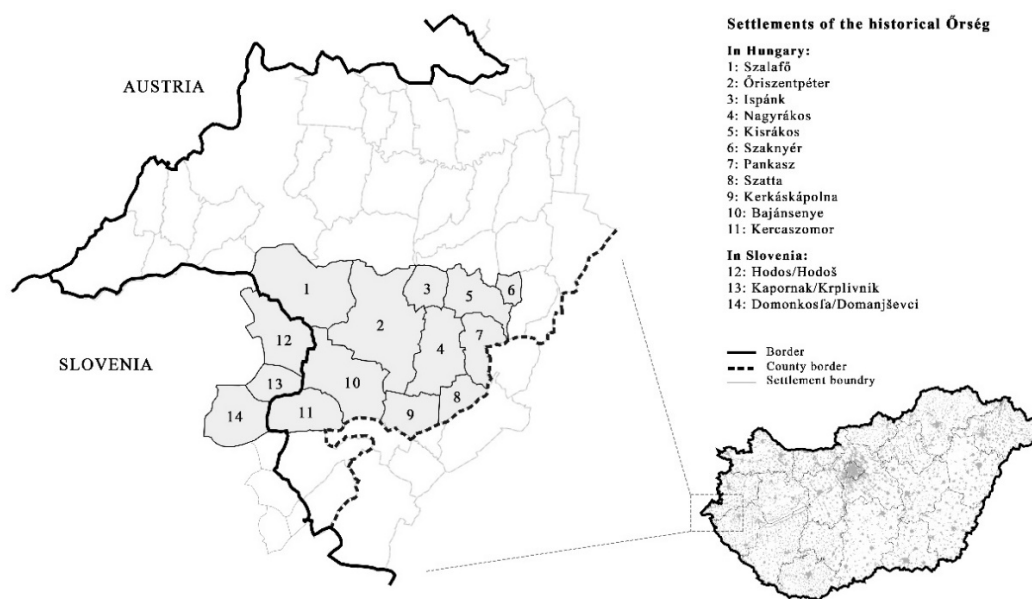 Settlements of the historical Őrség
In Hungary:
1: Szalafő
2: Őriszentpéter
3: Ispánk
4: Nagyrákos
5: Kisrákos
6: Szaknyér
7: Pankasz
8: Szatta
9: Kerkáskápolna
10: Bajánsenye
11: Kercaszomor
In Slovenia:
12: Hodos/Hodoš
13: Kapornak/Krplivnik
14: Domonkosfa/Domanjševci
Border
County border
Settlement boundry
AUSTRIA
SLOVENIA
1
2
3
4
5
6
7
8
9
10
11
12
13
14